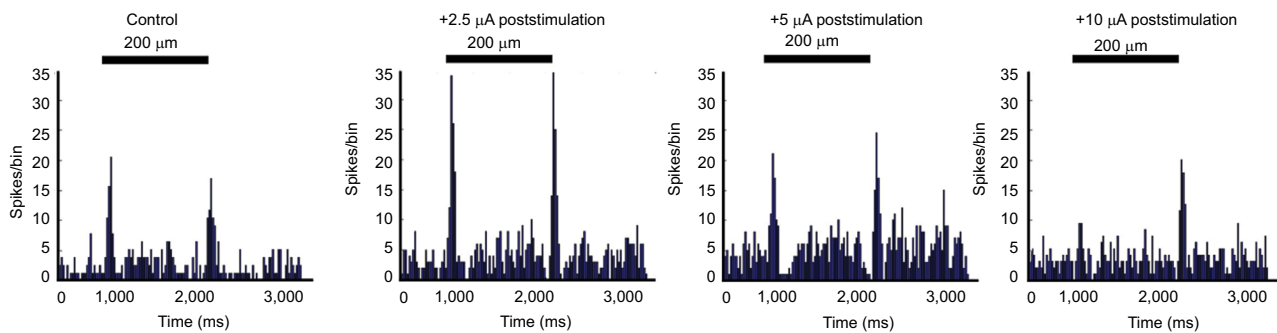 Control
200 μm
35
30
25
20
15
10
5
0
Spikes/bin
0 1,000 2,000 3,000
Time (ms)
+2.5 μA poststimulation
200 μm
35
30
25
20
15
10
5
0
Spikes/bin
0 1,000 2,000 3,000
Time (ms)
+5 μA poststimulation
200 μm
35
30
25
20
15
10
5
0
Spikes/bin
0 1,000 2,000 3,000
Time (ms)
+10 μA poststimulation
200 μm
35
30
25
20
15
10
5
0
Spikes/bin
0 1,000 2,000 3,000
Time (ms)